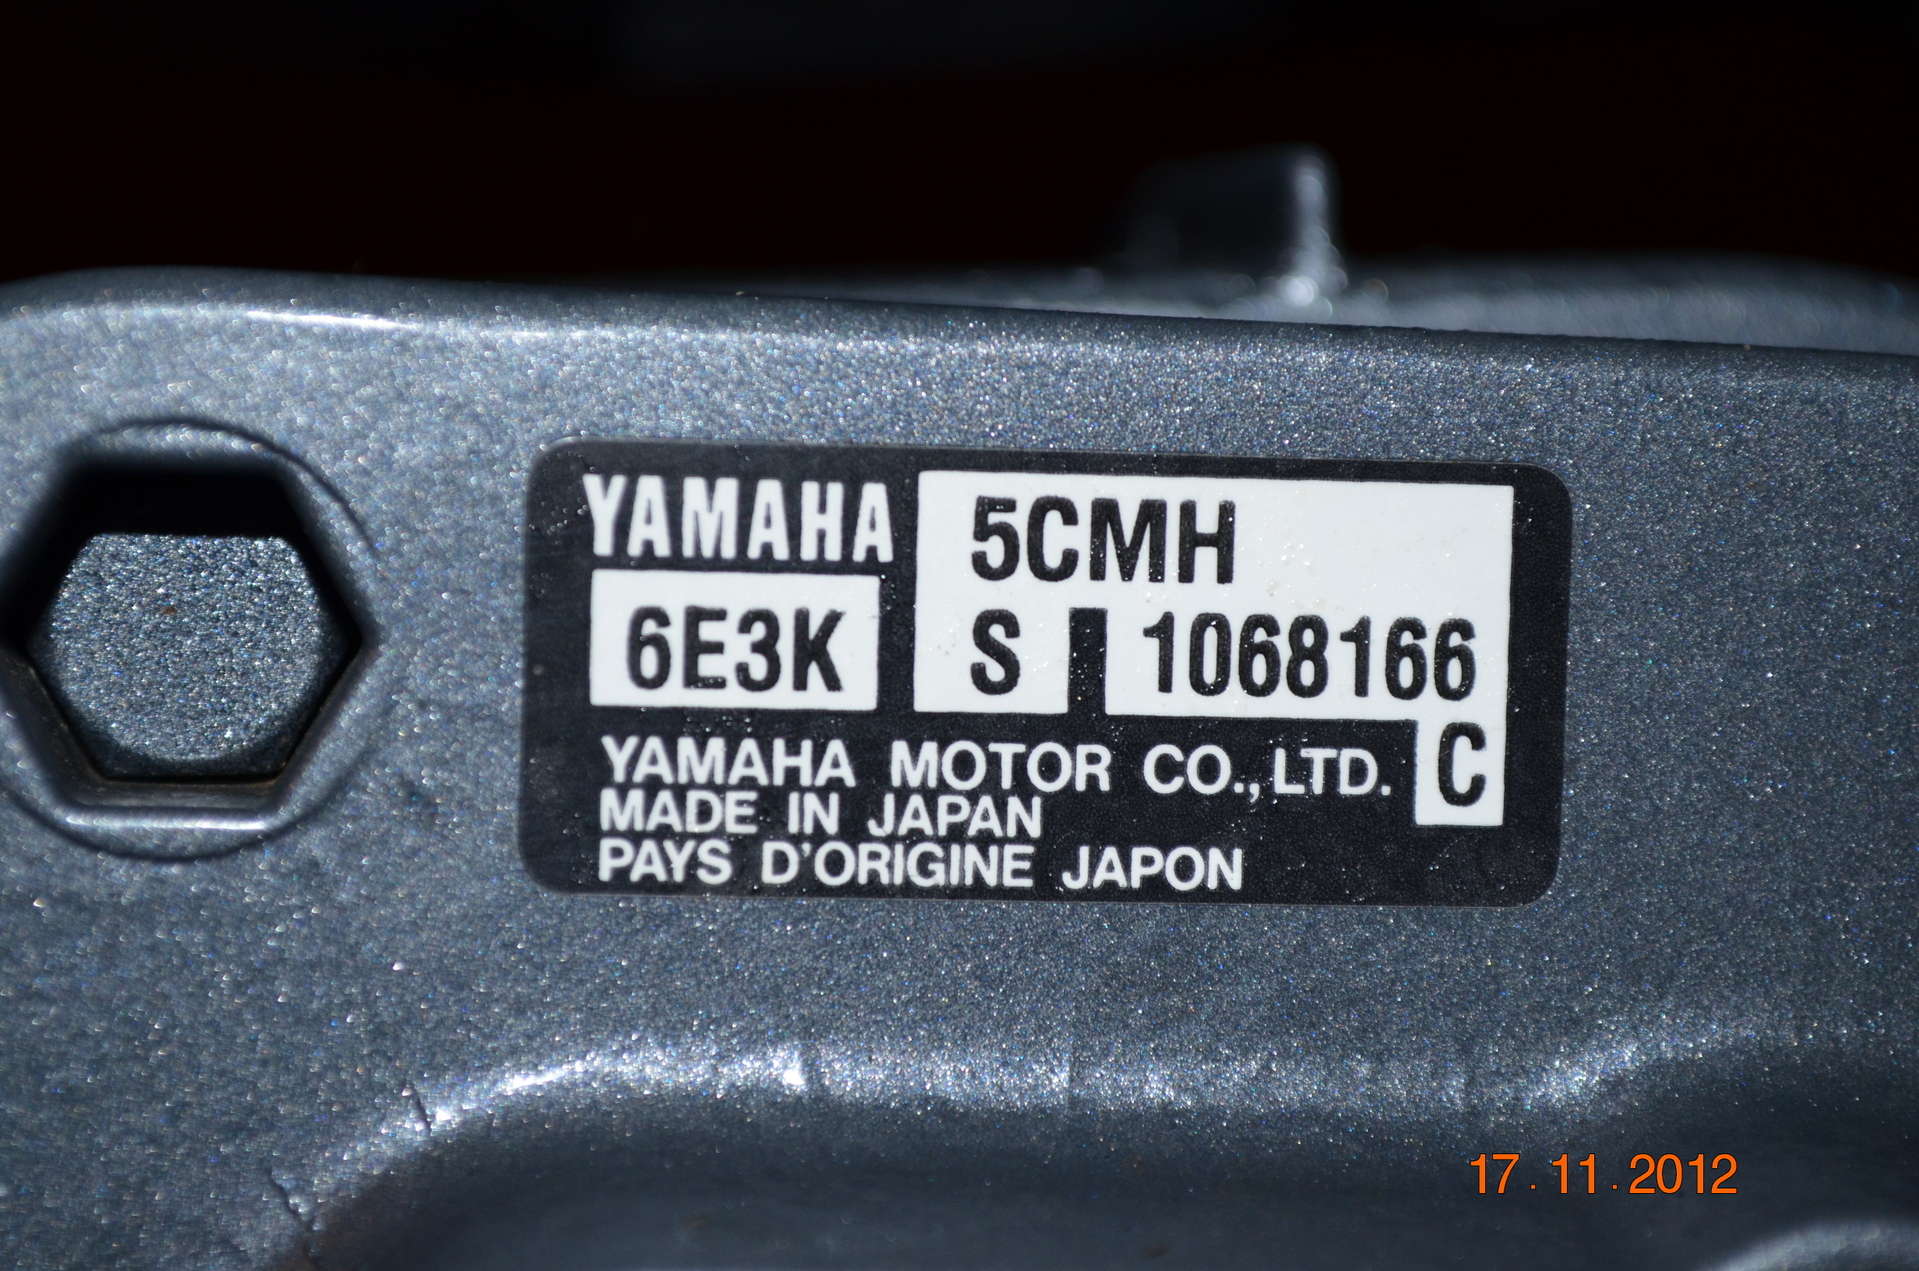 YAMAHA 5CMH
6E3K S 1068166
YAMAHA MOTOR CO., LTD. C
MADE IN JAPAN
PAYS D'ORIGINE JAPON
17.11.2012